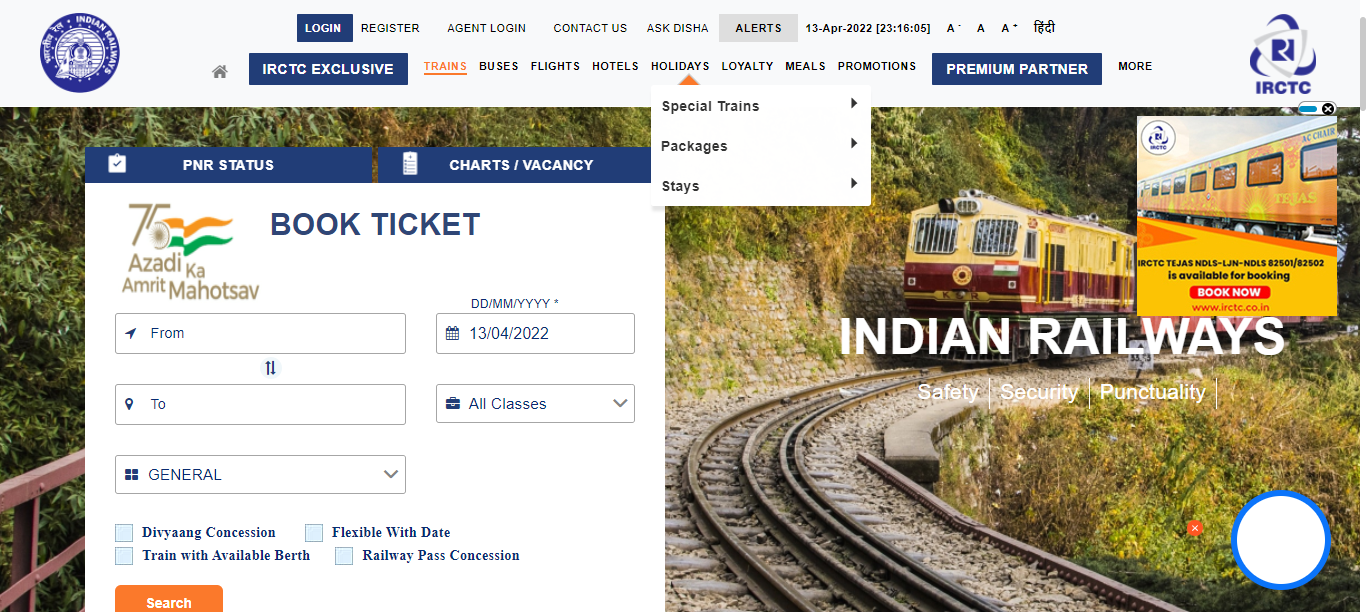 LOGIN REGISTER AGENT LOGIN CONTACT US ASK DISHA ALERTS 13-Apr-2022 [23:16:05] A- A A+ हिंदी
भारतीय रेल INDIAN RAILWAYS
IRCTC EXCLUSIVE TRAINS BUSES FLIGHTS HOTELS HOLIDAYS LOYALTY MEALS PROMOTIONS PREMIUM PARTNER MORE
IRCTC
Special Trains
Packages
Stays
PNR STATUS
CHARTS / VACANCY
75
Azadi Ka
Amrit Mahotsav
BOOK TICKET
DD/MM/YYYY *
From
13/04/2022
To
All Classes
GENERAL
Divyaang Concession
Flexible With Date
Train with Available Berth
Railway Pass Concession
Search
IRCTC
AC CHAIR
TEJAS
IRCTC TEJAS NDLS-LJN-NDLS 82501/82502
is available for booking
BOOK NOW
www.irctc.co.in
INDIAN RAILWAYS
Safety Security Punctuality